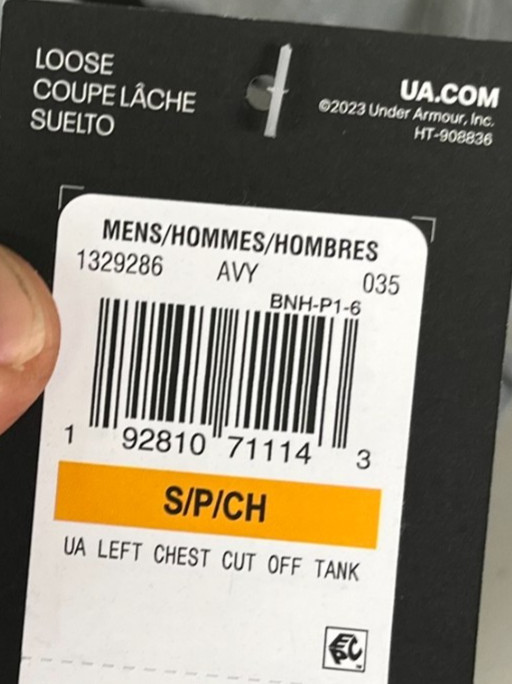 LOOSE
COUPE LÂCHE
SUELTO
UA.COM
©2023 Under Armour, Inc.
HT-908836
MENS/HOMMES/HOMBRES
1329286 AVY 035
BNH-P1-6
1 92810 71114 3
S/P/CH
UA LEFT CHEST CUT OFF TANK
EPC